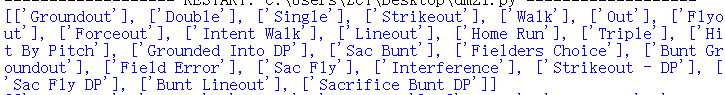 [['Groundout'], ['Double'], ['Single'], ['Strikeout'], ['Walk'], ['Out'], ['Flyo
ut'], ['Forceout'], ['Intent Walk'], ['Lineout'], ['Home Run'], ['Triple'], ['Hi
t By Pitch'], ['Grounded Into DP'], ['Sac Bunt'], ['Fielders Choice'], ['Bunt Gr
oundout'], ['Field Error'], ['Sac Fly'], ['Interference'], ['Strikeout - DP'], [
'Sac Fly DP'], ['Bunt Lineout'], ['Sacrifice Bunt DP']]